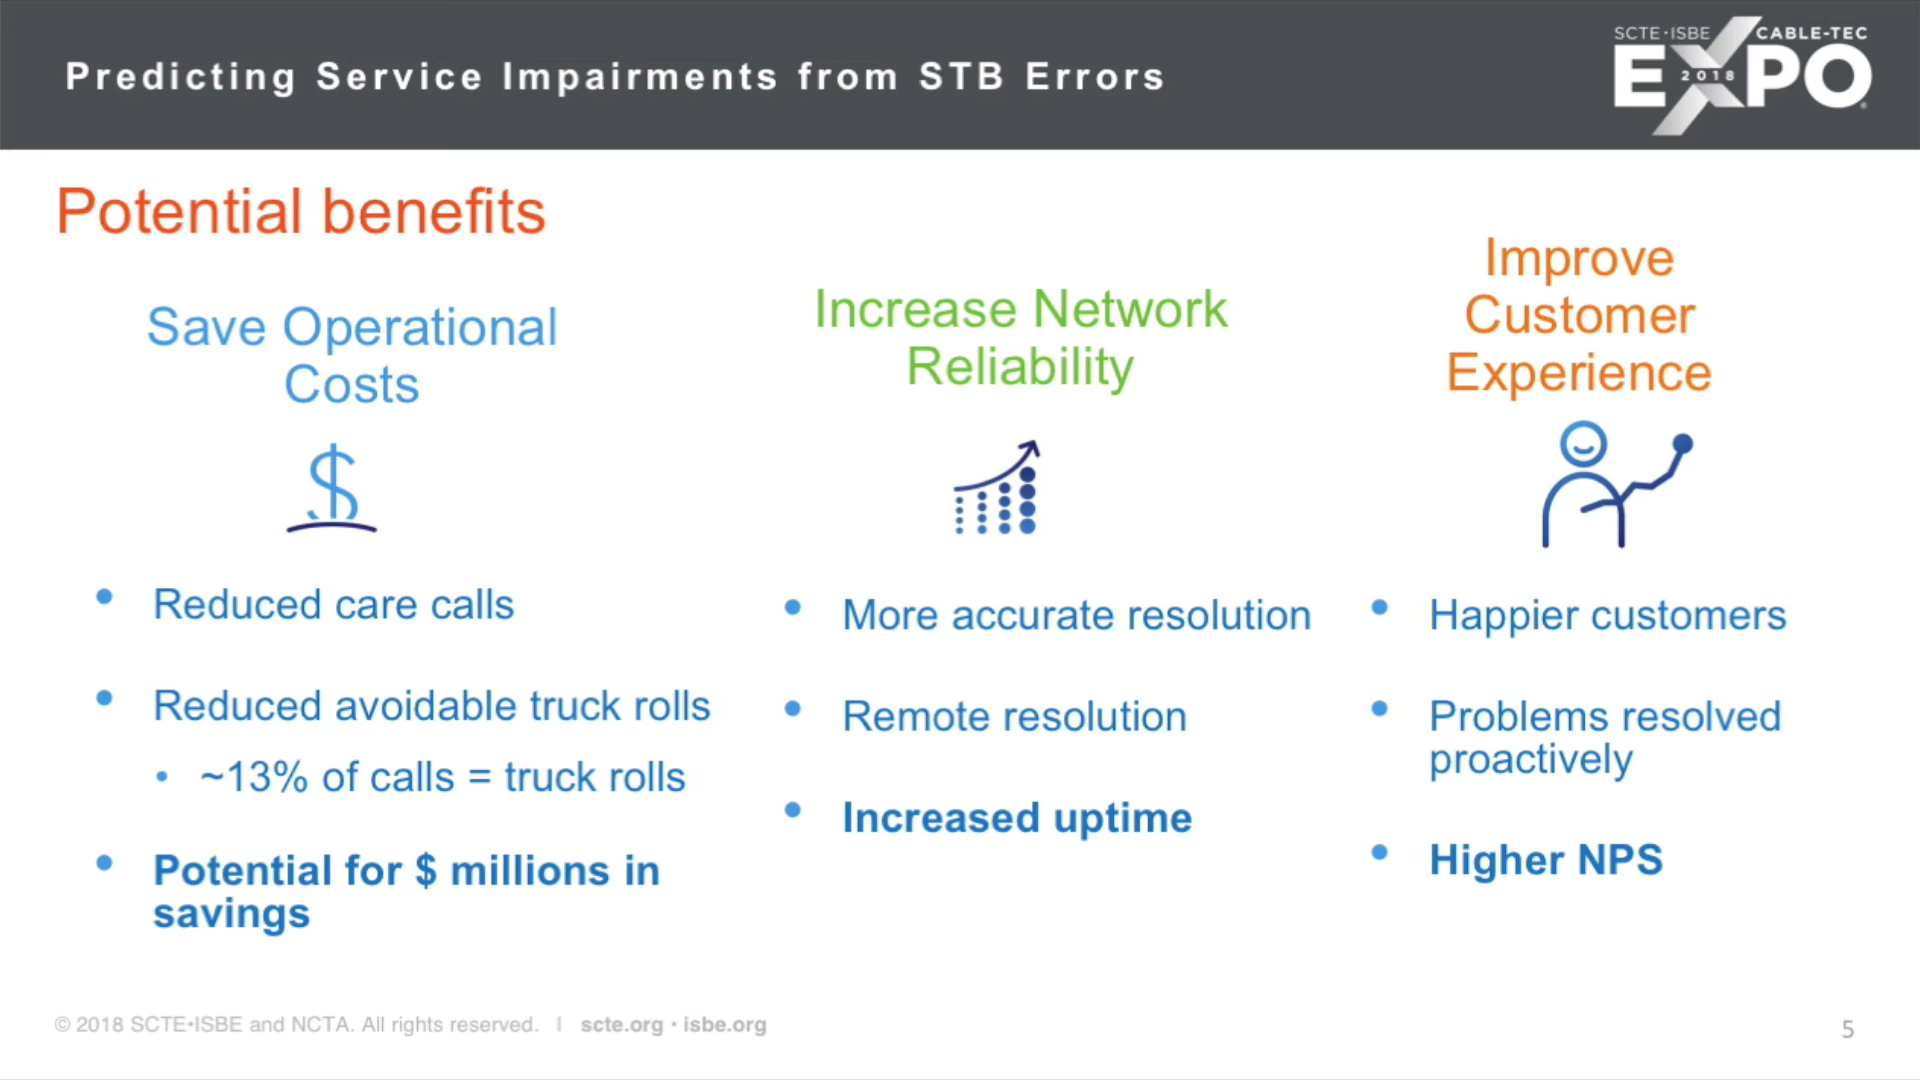 Predicting Service Impairments from STB Errors
SCTE·ISBE CABLE-TEC
EXPO
2018
Potential benefits
Save Operational
Costs
$
• Reduced care calls
• Reduced avoidable truck rolls
• ~13% of calls = truck rolls
• Potential for $ millions in
savings
Increase Network
Reliability
• More accurate resolution
• Remote resolution
• Increased uptime
Improve
Customer
Experience
• Happier customers
• Problems resolved
proactively
• Higher NPS
© 2018 SCTE•ISBE and NCTA. All rights reserved. | scte.org · isbe.org
5